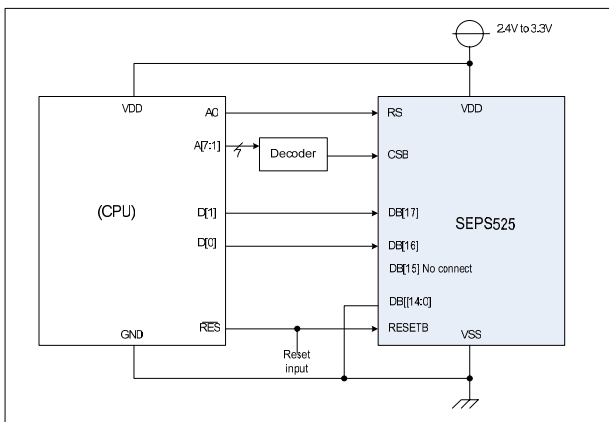 2.4V to 3.3V
VDD
A0
A[7:1]
7
Decoder
(CPU)
D[1]
D[0]
RES
GND
Reset
input
VDD
RS
CSB
DB[17]
SEPS525
DB[16]
DB[15] No connect
DB[[14:0]
RESETB
VSS